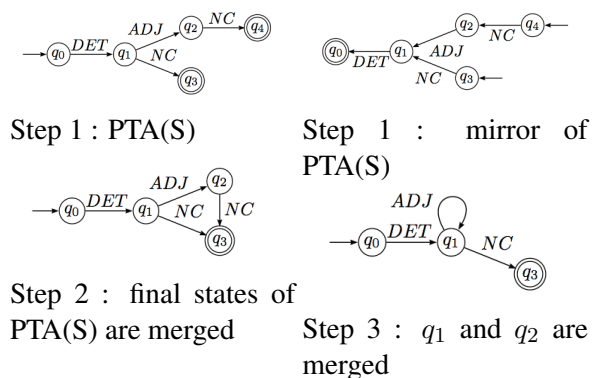 q0 DET q1 ADJ NC q2 NC q4 q3
Step 1 : PTA(S)
q0 DET q1 ADJ NC q2 NC q4 q3
Step 1 : mirror of
PTA(S)
q0 DET q1 ADJ NC q2 NC q3
Step 2 : final states of
PTA(S) are merged
ADJ q0 DET q1 NC q3
Step 3 : q1 and q2 are
merged